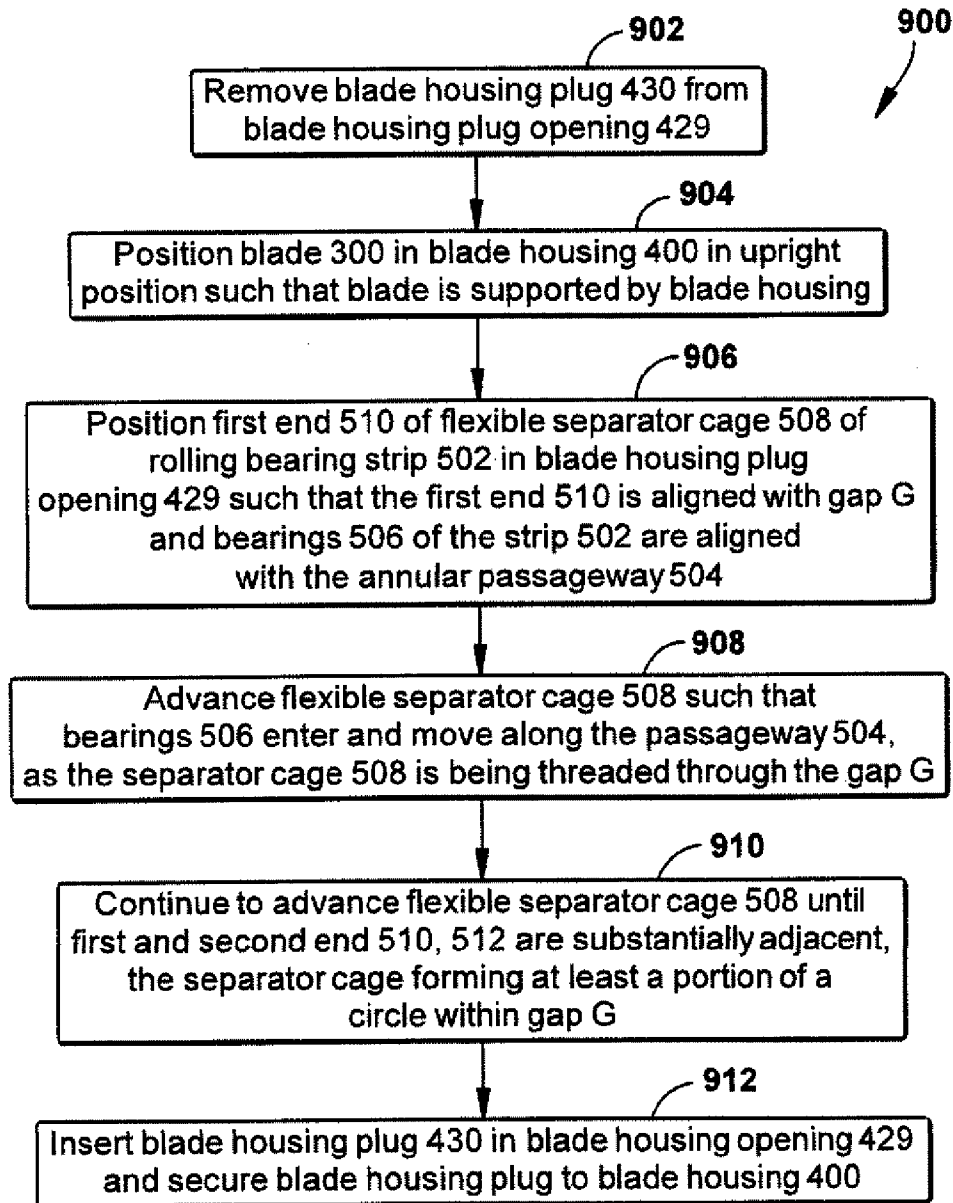 902
900
Remove blade housing plug 430 from
blade housing plug opening 429
904
Position blade 300 in blade housing 400 in upright
position such that blade is supported by blade housing
906
Position first end 510 of flexible separator cage 508 of
rolling bearing strip 502 in blade housing plug
opening 429 such that the first end 510 is aligned with gap G
and bearings 506 of the strip 502 are aligned
with the annular passageway 504
908
Advance flexible separator cage 508 such that
bearings 506 enter and move along the passageway 504,
as the separator cage 508 is being threaded through the gap G
910
Continue to advance flexible separator cage 508 until
first and second end 510, 512 are substantially adjacent,
the separator cage forming at least a portion of a
circle within gap G
912
Insert blade housing plug 430 in blade housing opening 429
and secure blade housing plug to blade housing 400